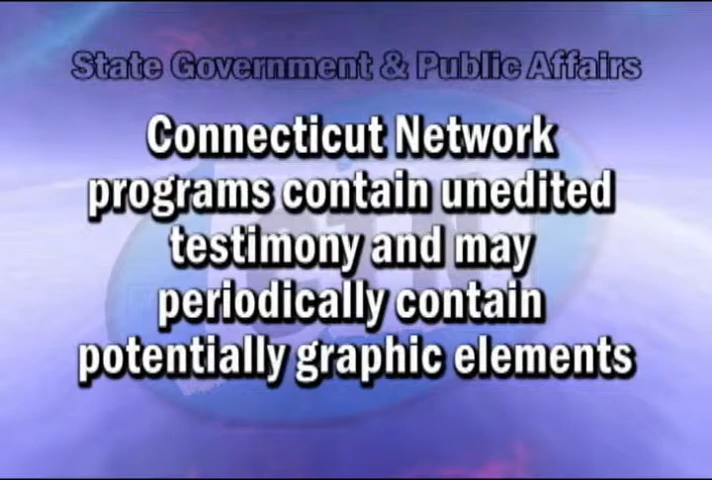 State Government & Public Affairs
Connecticut Network
programs contain unedited
testimony and may
periodically contain
potentially graphic elements